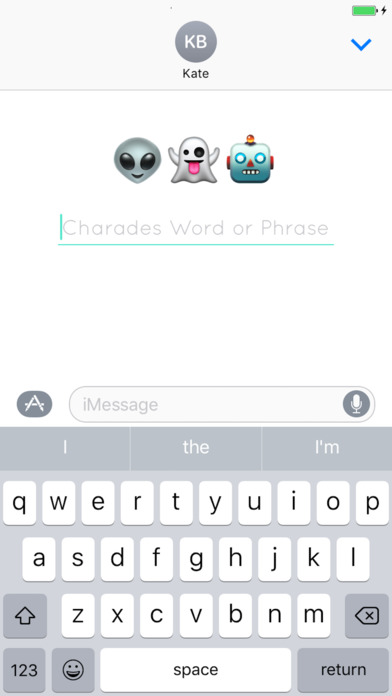 KB
Kate
Charades Word or Phrase
iMessage
I the I'm
q w e r t y u i o p
a s d f g h j k l
z x c v b n m
123 space return